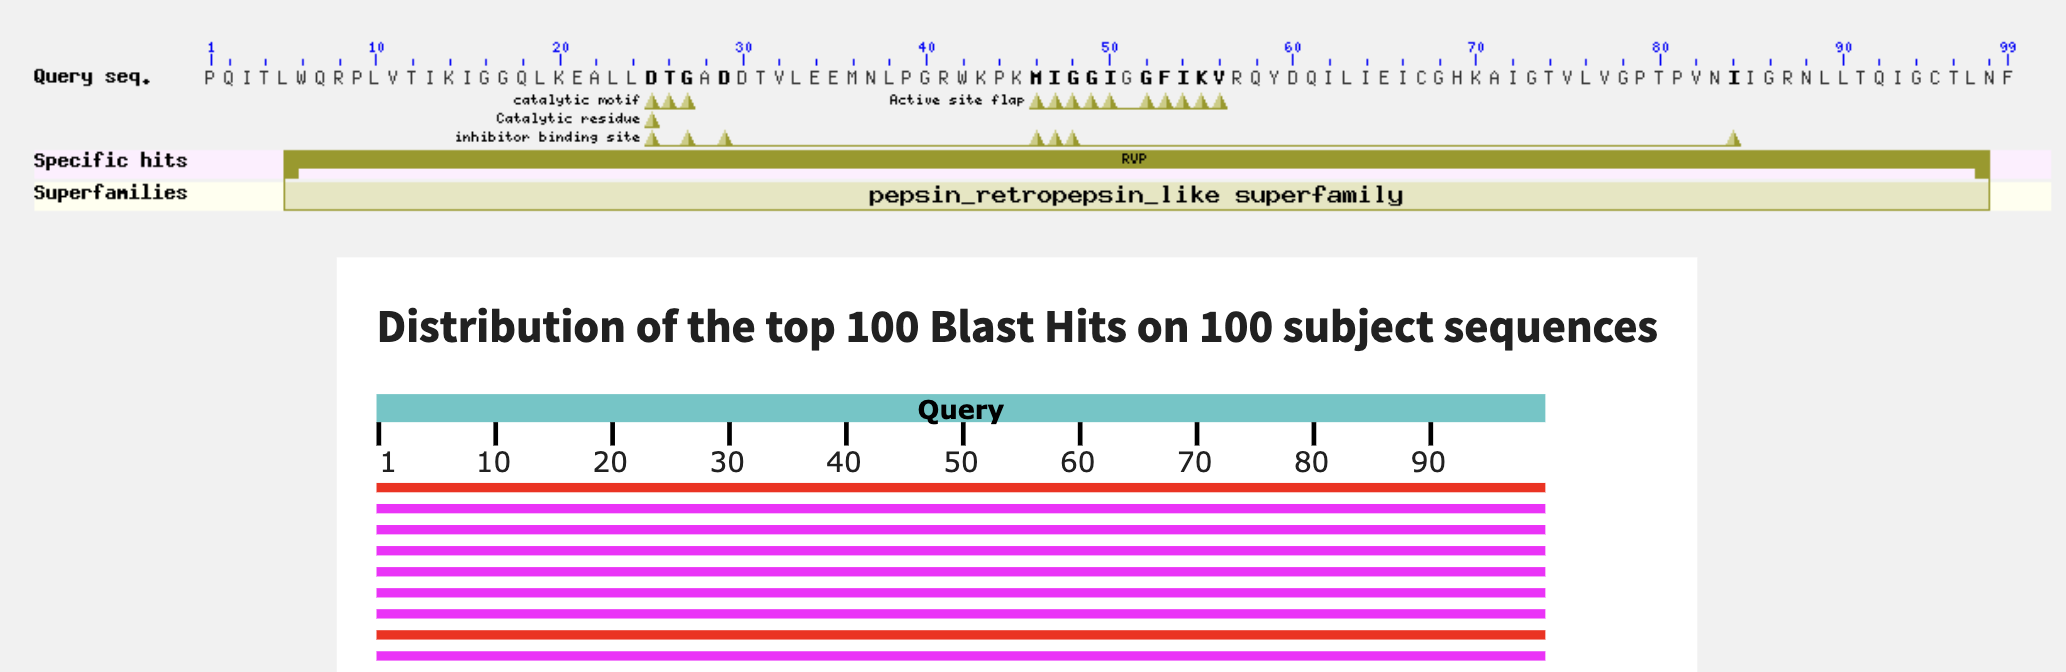 1 10 20 30 40 50 60 70 80 90 99
Query seq. PQITLWQRPLVTIKIGGQLKEALLDTGADDTVLEEMNLPGRWKPKMIGGIGGFIKVRQYDQILIEICGHKAIGTVLVGPTPVNIIGRNLLTQIGCTLNF
catalytic motif Active site flap
Catalytic residue
inhibitor binding site
Specific hits RVP
Superfamilies pepsin_retropepsin_like superfamily
Distribution of the top 100 Blast Hits on 100 subject sequences
Query
1 10 20 30 40 50 60 70 80 90